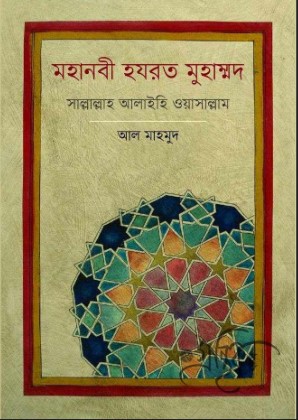 মহানবী হযরত মুহাম্মদ
সাল্লাল্লাহ আলাইহি ওয়াসাল্লাম
আল মাহমুদ